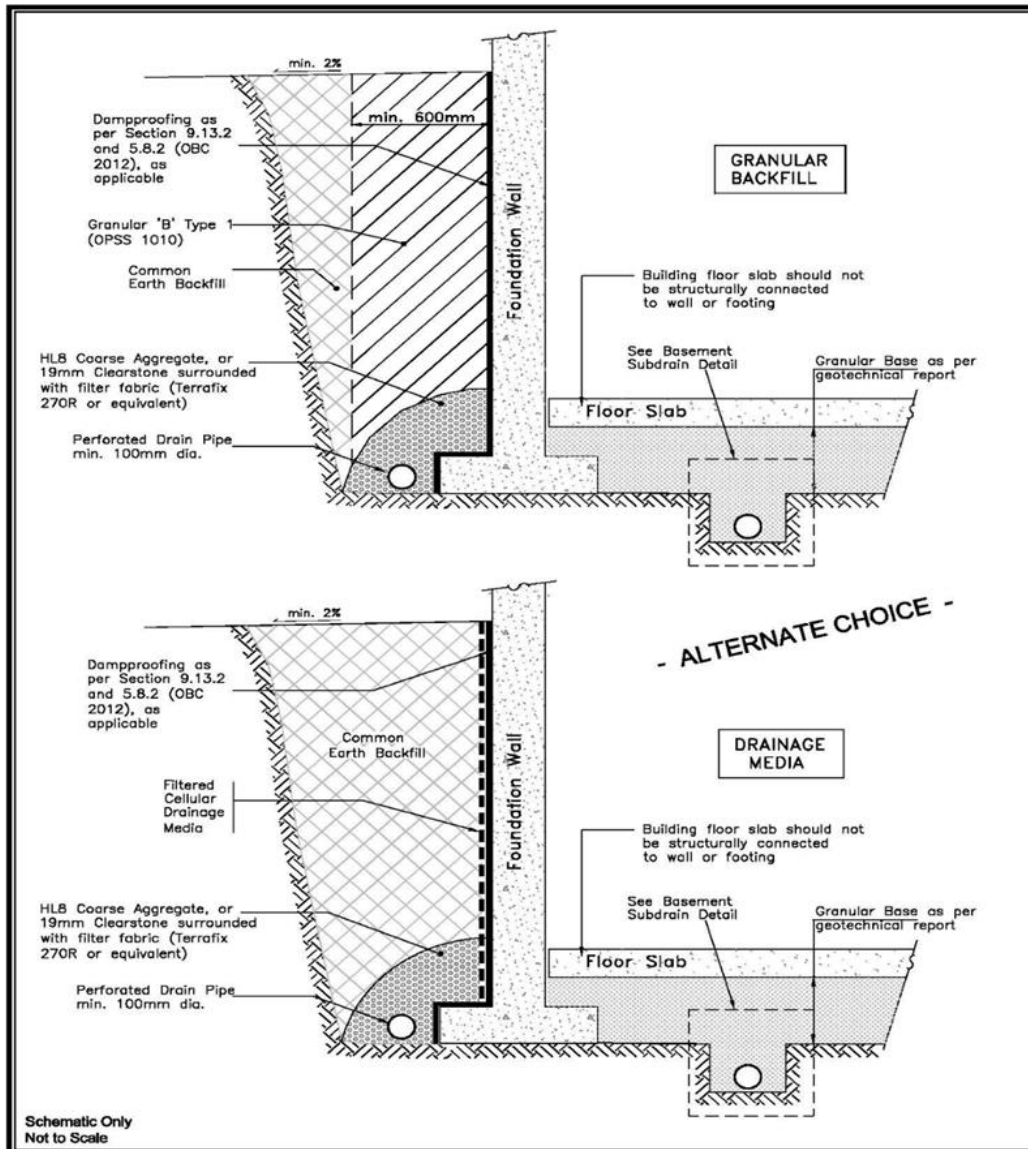 min. 2%
Dampproofing as
per Section 9.13.2
and 5.8.2 (OBC
2012), as
applicable
min. 600mm
Granular 'B' Type 1
(OPSS 1010)
Common
Earth Backfill
HL8 Coarse Aggregate, or
19mm Clearstone surrounded
with filter fabric (Terrafix
270R or equivalent)
Perforated Drain Pipe
min. 100mm dia.
Foundation Wall
GRANULAR
BACKFILL
Building floor slab should not
be structurally connected
to wall or footing
See Basement
Subdrain Detail
Granular Base as per
geotechnical report
Floor Slab
- ALTERNATE CHOICE -
min. 2%
Dampproofing as
per Section 9.13.2
and 5.8.2 (OBC
2012), as
applicable
Common
Earth Backfill
Filtered
Cellular
Drainage
Media
HL8 Coarse Aggregate, or
19mm Clearstone surrounded
with filter fabric (Terrafix
270R or equivalent)
Perforated Drain Pipe
min. 100mm dia.
Foundation Wall
DRAINAGE
MEDIA
Building floor slab should not
be structurally connected
to wall or footing
See Basement
Subdrain Detail
Granular Base as per
geotechnical report
Floor Slab
Schematic Only
Not to Scale